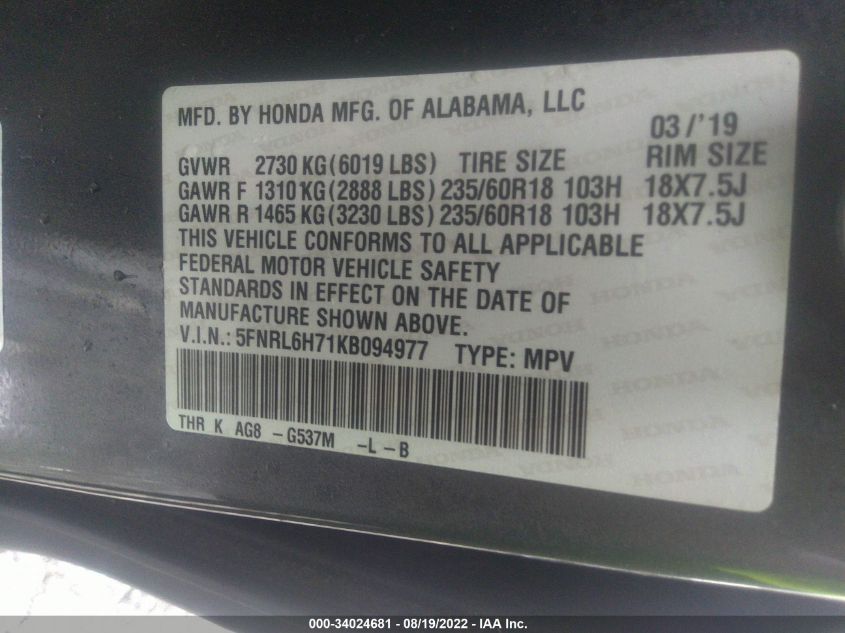 MFD. BY HONDA MFG. OF ALABAMA, LLC
03/'19
GVWR 2730 KG(6019 LBS) TIRE SIZE RIM SIZE
GAWR F 1310KG(2888 LBS) 235/60R18 103H 18X7.5J
GAWR R 1465 KG(3230 LBS) 235/60R18 103H 18X7.5J
THIS VEHICLE CONFORMS TO ALL APPLICABLE
FEDERAL MOTOR VEHICLE SAFETY
STANDARDS IN EFFECT ON THE DATE OF
MANUFACTURE SHOWN ABOVE.
V.I.N.: 5FNRL6H71KB094977 TYPE: MPV
THR K AG8 -G537M -L-B
000-34024681 - 08/19/2022 - IAA Inc.